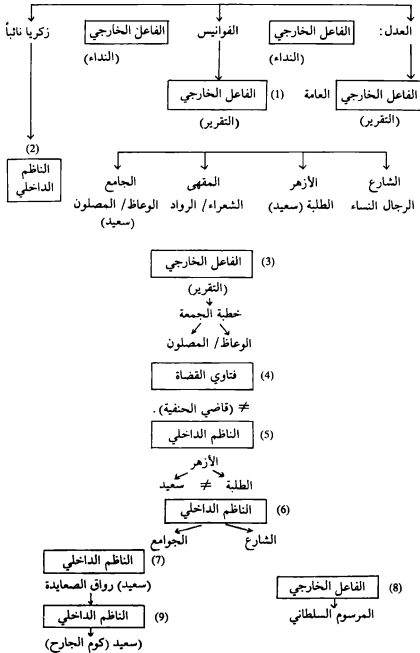 العدل: الفاعل الخارجي الفوانيس الفاعل الخارجي زكريا نائباً
(النداء) (النداء)
الفاعل الخارجي العامة (1) الفاعل الخارجي
(التقرير) (التقرير)
(2)
الناظم
الداخلي
الشارع الأزهر المقهى الجامع
الرجال النساء الطلبة (سعيد) الشعراء/ الرواد الوعاظ/ المصلون
(سعيد)
(3) الفاعل الخارجي
(التقرير)
خطبة الجمعة
الوعاظ/ المصلون
(4) فتاوي القضاة
≠ (قاضي الحنفية).
(5) الناظم الداخلي
الأزهر
الطلبة ≠ سعيد
(6) الناظم الداخلي
الشارع الجوامع
(7) الناظم الداخلي
(سعيد) رواق الصعايدة
(8) الفاعل الخارجي
المرسوم السلطاني
(9) الناظم الداخلي
سعيد (كوم الجارح)